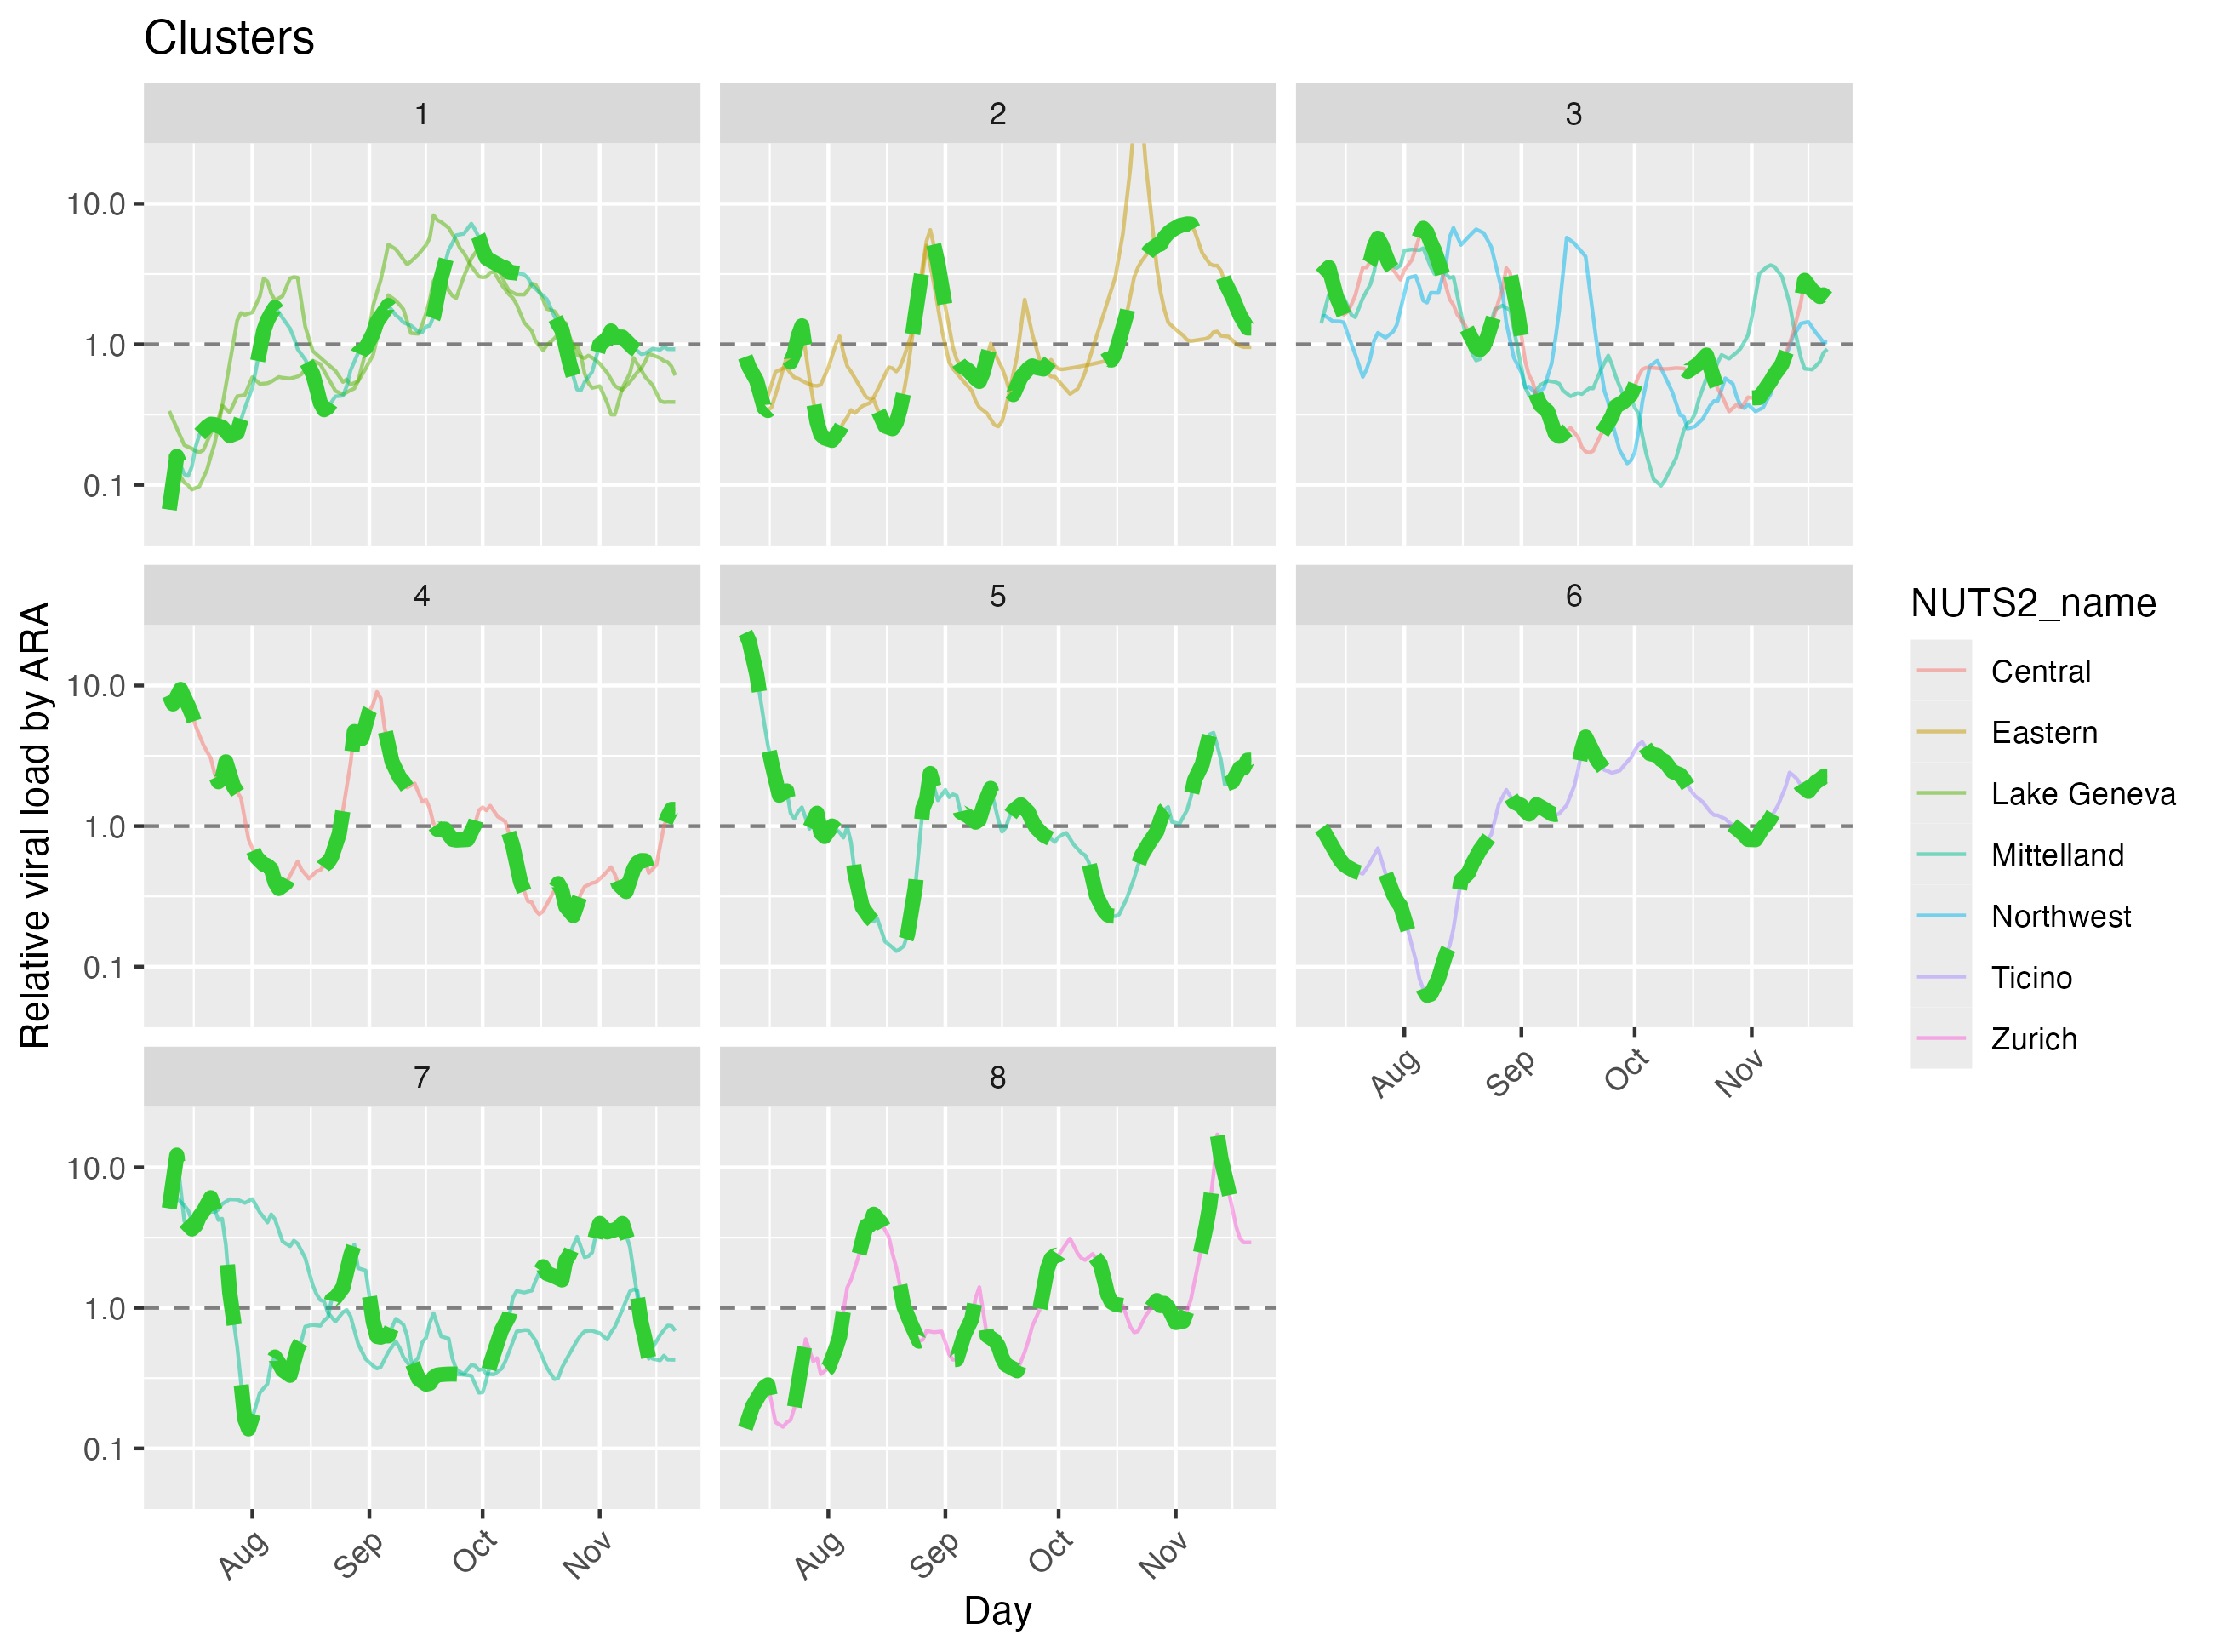 Clusters
1
2
3
10.0
1.0
0.1
4
5
6
10.0
1.0
0.1
Aug
Sep
Oct
Nov
7
8
10.0
1.0
0.1
Aug
Sep
Oct
Nov
Aug
Sep
Oct
Nov
Day
Relative viral load by ARA
NUTS2_name
Central
Eastern
Lake Geneva
Mittelland
Northwest
Ticino
Zurich